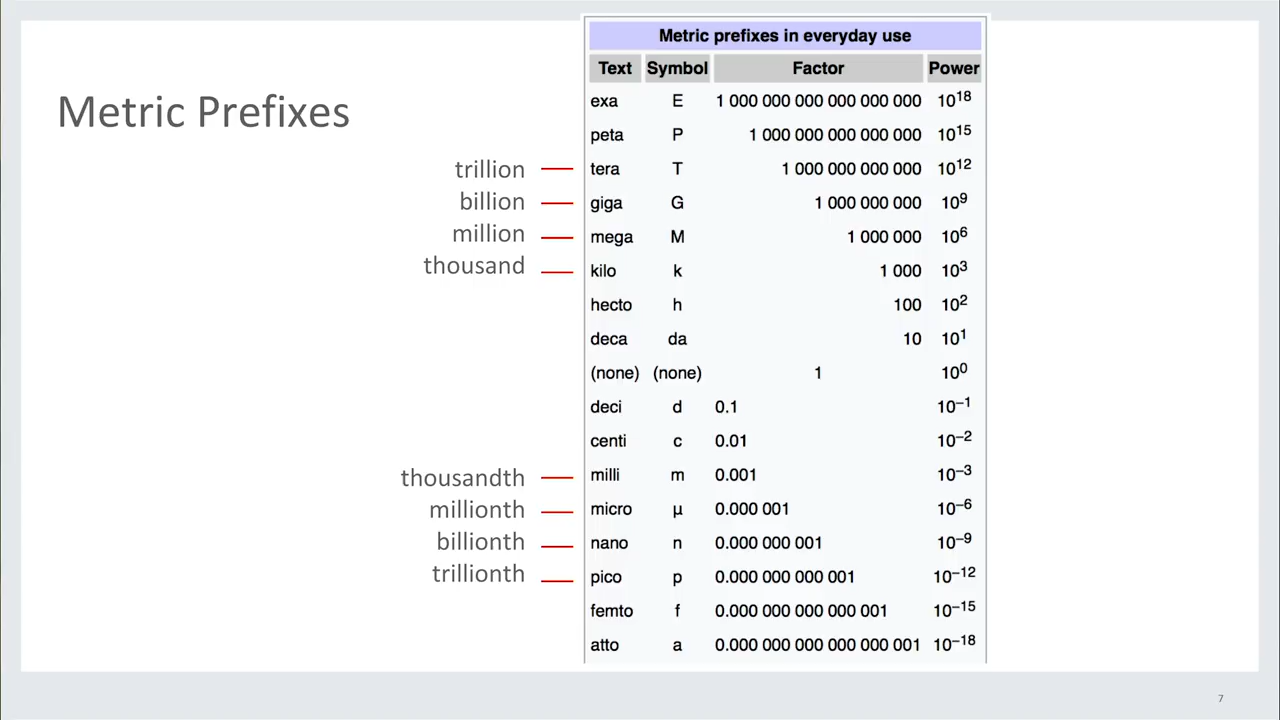 Metric Prefixes
trillion
billion
million
thousand
thousandth
millionth
billionth
trillionth
Metric prefixes in everyday use
Text Symbol Factor Power
exa E 1 000 000 000 000 000 000 10¹⁸
peta P 1 000 000 000 000 000 10¹⁵
tera T 1 000 000 000 000 10¹²
giga G 1 000 000 000 10⁹
mega M 1 000 000 10⁶
kilo k 1 000 10³
hecto h 100 10²
deca da 10 10¹
(none) (none) 1 10⁰
deci d 0.1 10⁻¹
centi c 0.01 10⁻²
milli m 0.001 10⁻³
micro μ 0.000 001 10⁻⁶
nano n 0.000 000 001 10⁻⁹
pico p 0.000 000 000 001 10⁻¹²
femto f 0.000 000 000 000 001 10⁻¹⁵
atto a 0.000 000 000 000 000 001 10⁻¹⁸
7